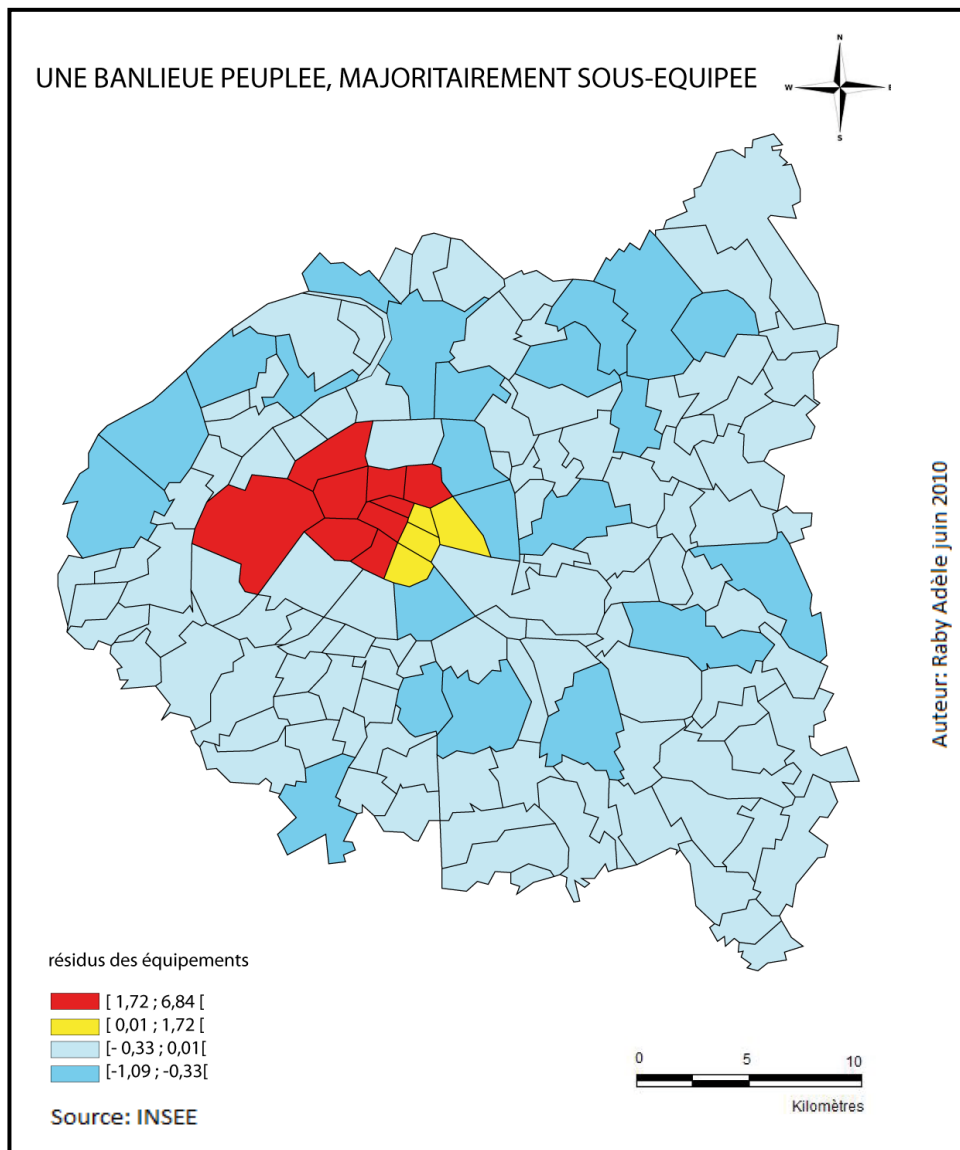 UNE BANLIEUE PEUPLEE, MAJORITAIREMENT SOUS-EQUIPEE
N
W
E
S
Auteur: Raby Adèle juin 2010
résidus des équipements
[ 1,72 ; 6,84 [
[ 0,01 ; 1,72 [
[- 0,33 ; 0,01[
[-1,09 ; -0,33[
Source: INSEE
0 5 10
Kilomètres